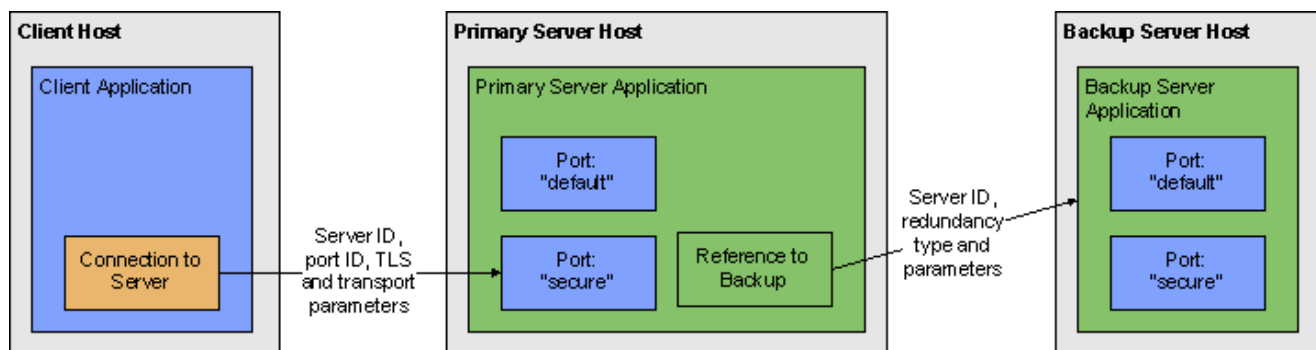 Client Host
Client Application
Connection to
Server
Server ID,
port ID, TLS
and transport
parameters
Primary Server Host
Primary Server Application
Port:
"default"
Port:
"secure"
Reference to
Backup
Server ID,
redundancy
type and
parameters
Backup Server Host
Backup Server
Application
Port:
"default"
Port:
"secure"